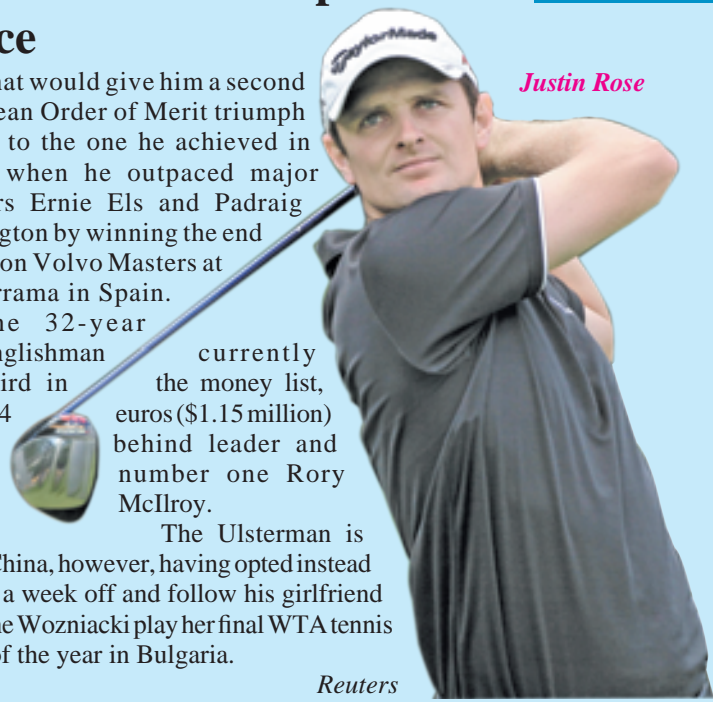 ce
Justin Rose
TaylorMade
hat would give him a second
ean Order of Merit triumph
to the one he achieved in
when he outpaced major
rs Ernie Els and Padraig
gton by winning the end
on Volvo Masters at
rrama in Spain.
ne 32-year
nglishman currently
ird in the money list,
4 euros ($1.15 million)
behind leader and
number one Rory
McIlroy.
The Ulsterman is
China, however, having opted instead
a week off and follow his girlfriend
ne Wozniacki play her final WTA tennis
of the year in Bulgaria.
Reuters